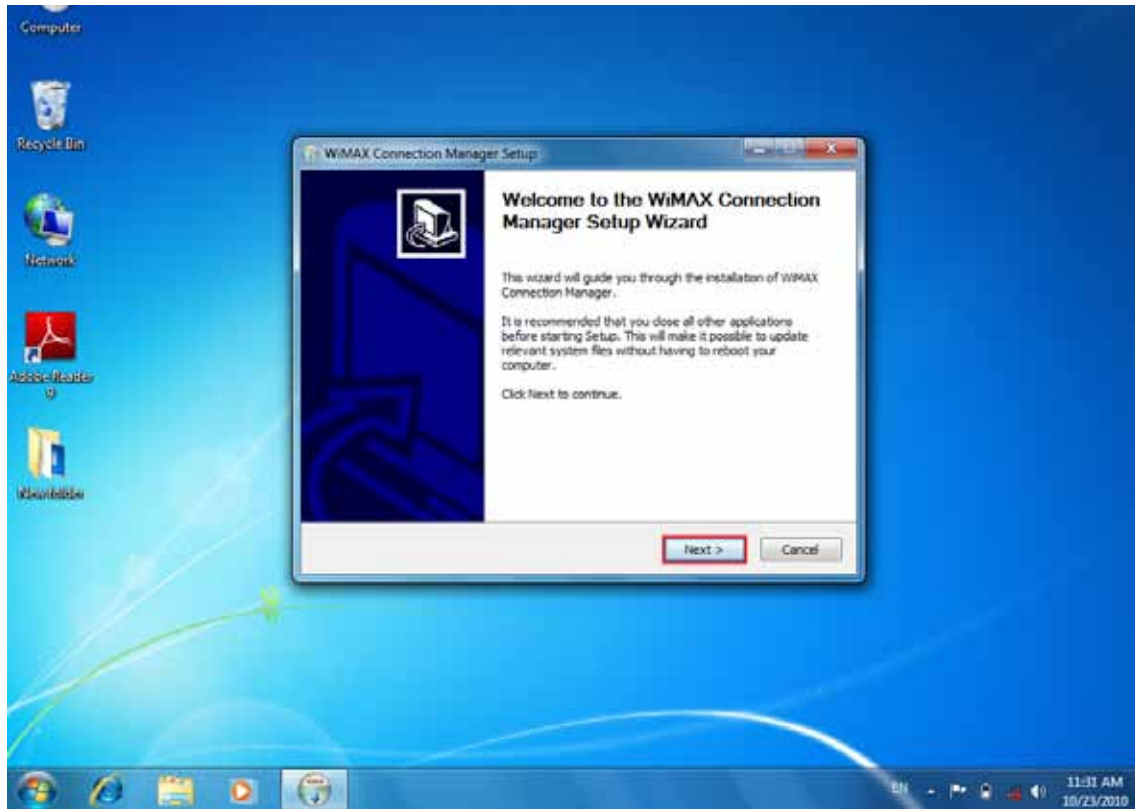 Computer
Recycle Bin
Network
Adobe Reader
9
New folder
WiMAX Connection Manager Setup
Welcome to the WiMAX Connection
Manager Setup Wizard
This wizard will guide you through the installation of WiMAX
Connection Manager.
It is recommended that you close all other applications
before starting Setup. This will make it possible to update
relevant system files without having to reboot your
computer.
Click Next to continue.
Next >
Cancel
EN
11:31 AM
10/23/2010